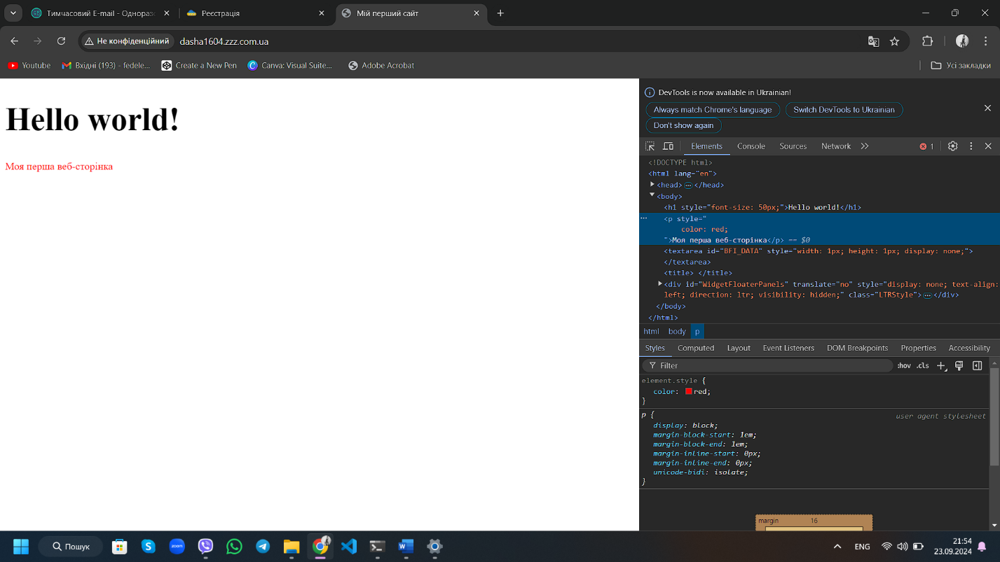 Тимчасовий E-mail - Одноразо
Реєстрація
Мій перший сайт
Не конфіденційний
dasha1604.zzz.com.ua
Youtube
Вхідні (193) - fedele...
Create a New Pen
Canva: Visual Suite...
Adobe Acrobat
Усі закладки
Hello world!
Моя перша веб-сторінка
DevTools is now available in Ukrainian!
Always match Chrome's language
Switch DevTools to Ukrainian
Don't show again
Elements
Console
Sources
Network
1
<!DOCTYPE html>
<html lang="en">
<head> ... </head>
<body>
<h1 style="font-size: 50px;">Hello world!</h1>
<p style="
color: red;
">Моя перша веб-сторінка</p> == $0
<textarea id="BFI_DATA" style="width: 1px; height: 1px; display: none;">
</textarea>
<title> </title>
<div id="WidgetFloaterPanels" translate="no" style="display: none; text-align:
left; direction: ltr; visibility: hidden;" class="LTRStyle"> ... </div>
</body>
</html>
html
body
p
Styles
Computed
Layout
Event Listeners
DOM Breakpoints
Properties
Accessibility
Filter
:hov
.cls
element.style {
color: red;
}
p {
user agent stylesheet
display: block;
margin-block-start: 1em;
margin-block-end: 1em;
margin-inline-start: 0px;
margin-inline-end: 0px;
unicode-bidi: isolate;
}
margin
16
Пошук
zoom
ENG
21:54
23.09.2024